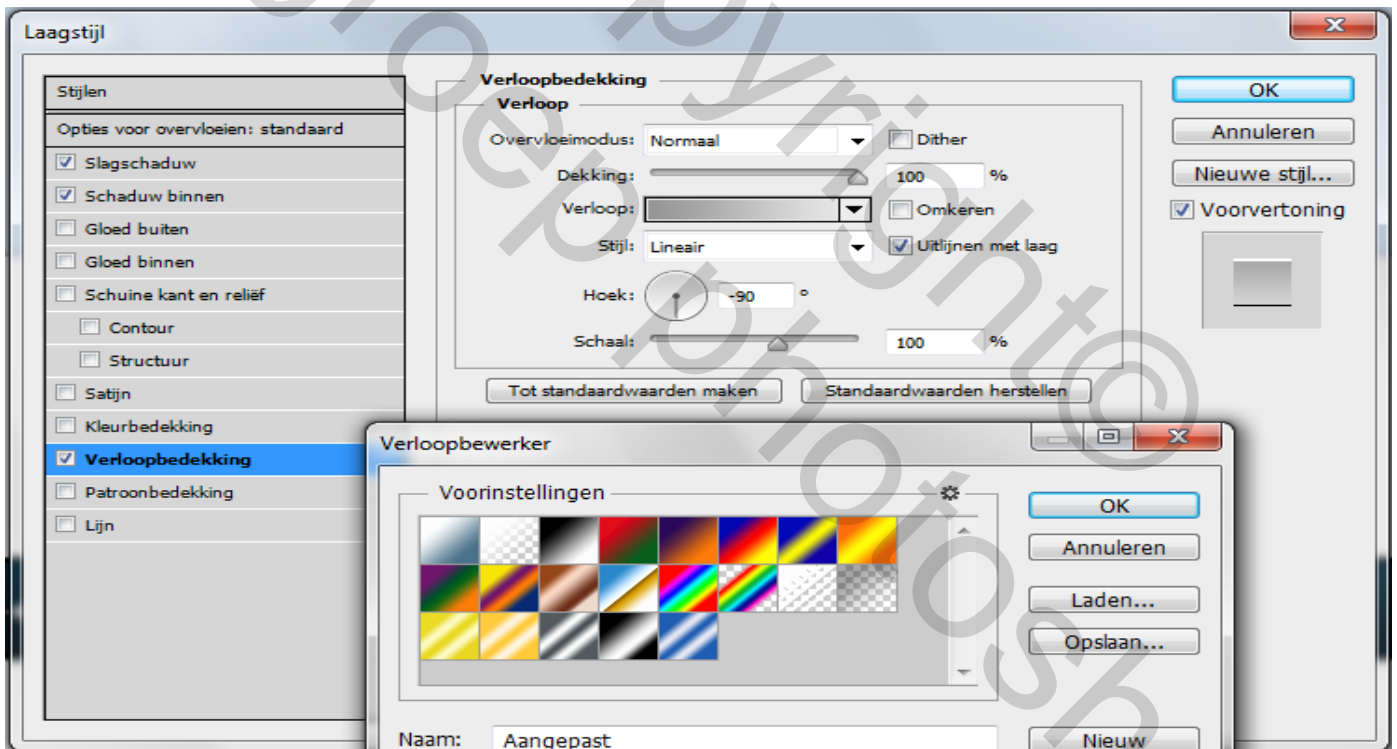 Laagstijl
Stijlen
Opties voor overvloeien: standaard
Slagschaduw
Schaduw binnen
Gloed buiten
Gloed binnen
Schuine kant en reliëf
Contour
Structuur
Satijn
Kleurbedekking
Verloopbedekking
Patroonbedekking
Lijn
Verloopbedekking
Verloop
Overvloeimodus: Normaal Dither
Dekking: 100 %
Verloop: Omkeren
Stijl: Lineair Uitlijnen met laag
Hoek: -90 °
Schaal: 100 %
Tot standaardwaarden maken Standaardwaarden herstellen
OK
Annuleren
Nieuwe stijl...
Voorvertoning
Verloopbewerker
Voorinstellingen
OK
Annuleren
Laden...
Opslaan...
Naam: Aangepast
Nieuw